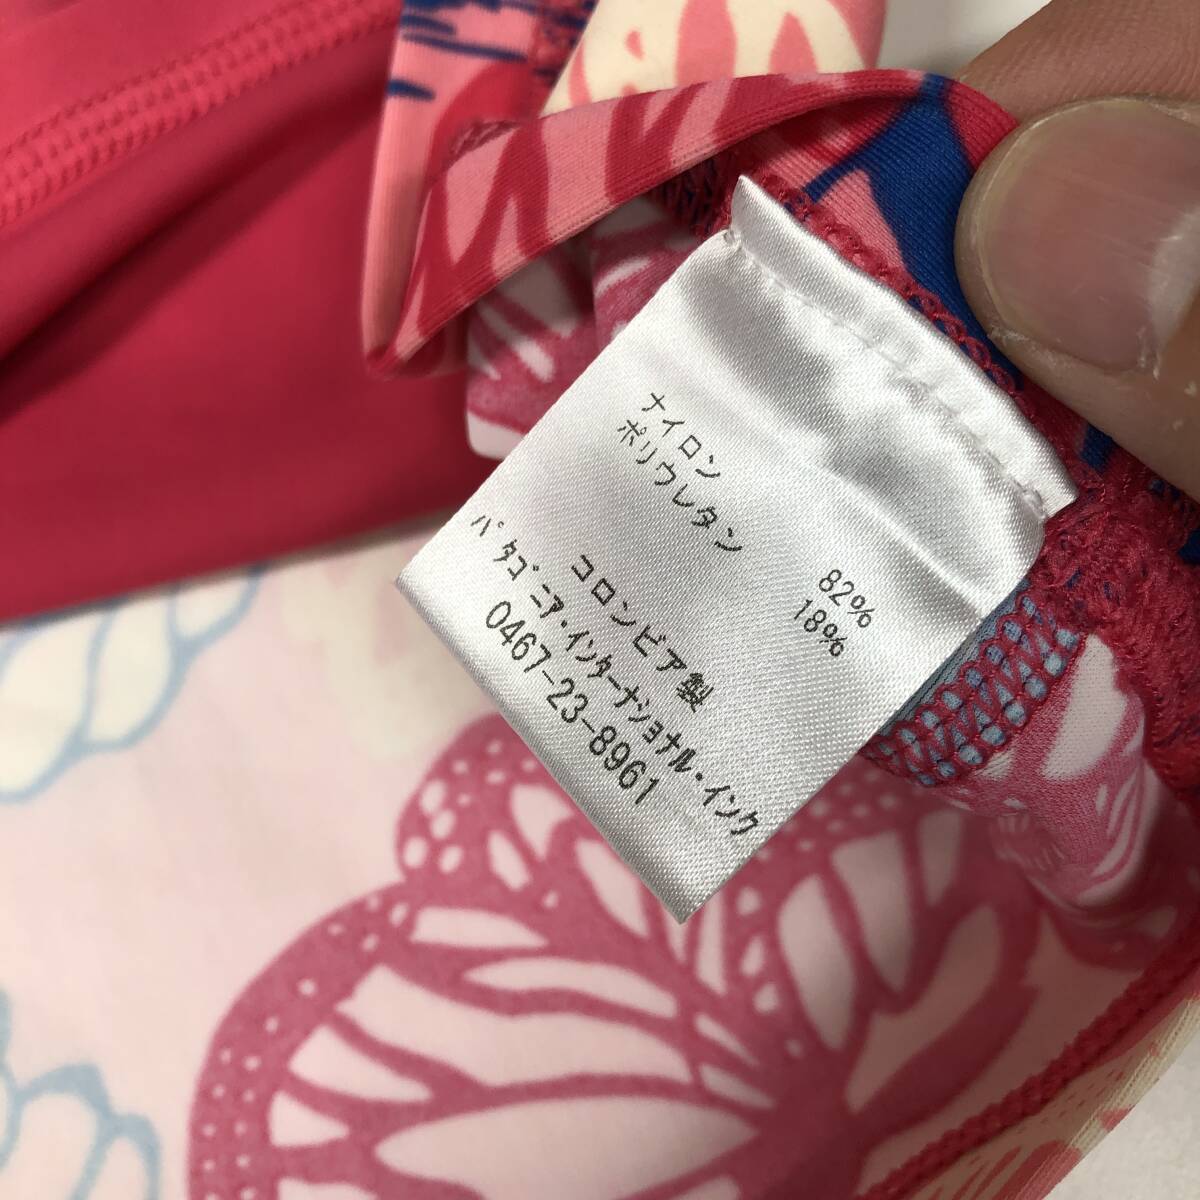 ナイロン 82%
ポリウレタン 18%
コロンビア製
パタゴニア・インターナショナル・インク
0467-23-8961